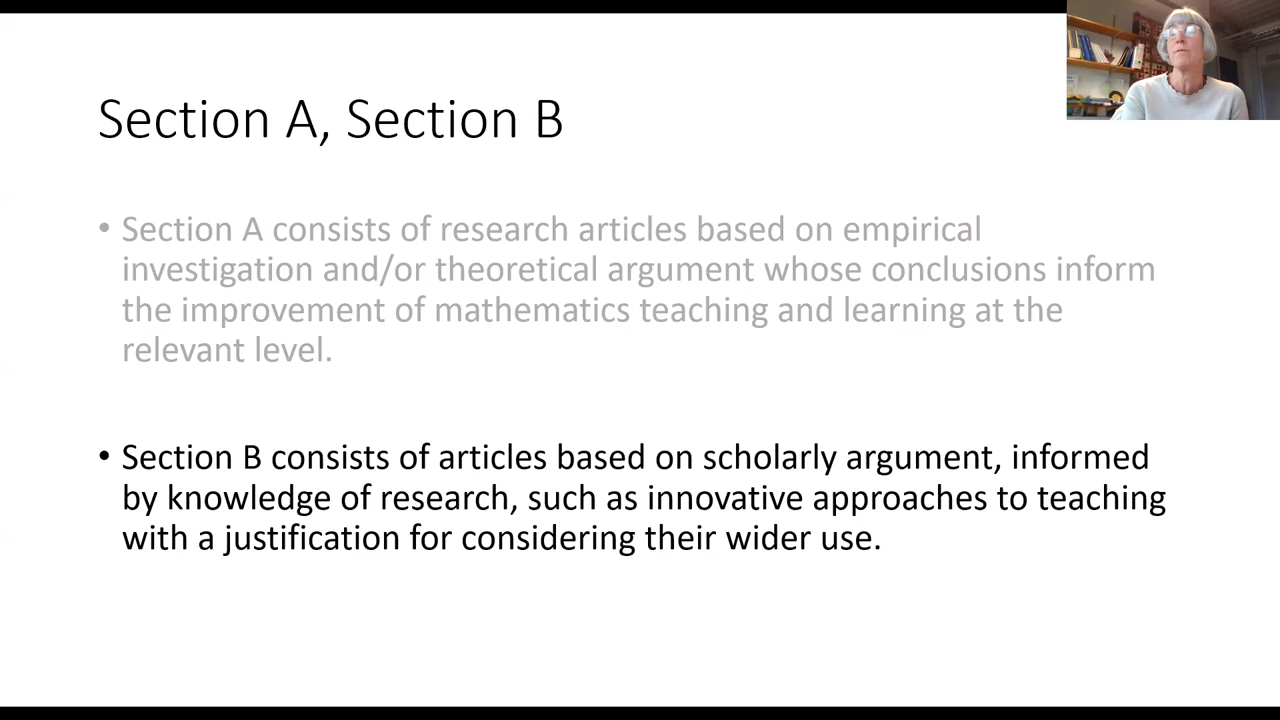 Section A, Section B
• Section A consists of research articles based on empirical
investigation and/or theoretical argument whose conclusions inform
the improvement of mathematics teaching and learning at the
relevant level.
• Section B consists of articles based on scholarly argument, informed
by knowledge of research, such as innovative approaches to teaching
with a justification for considering their wider use.